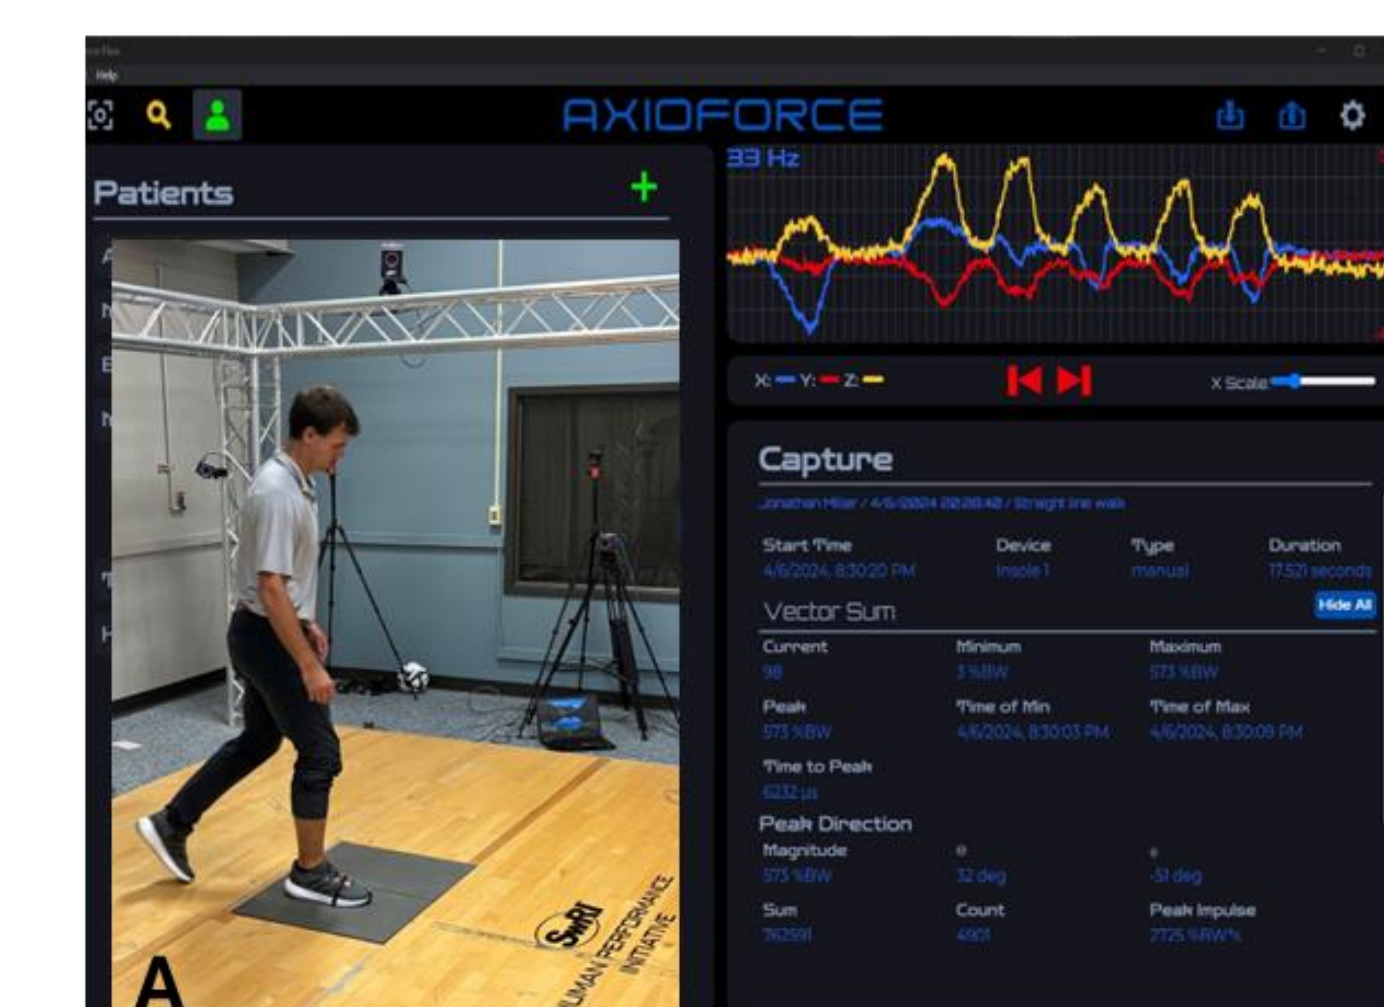 Help
AXIOFORCE
Patients
33 Hz
X: Y: Z:
X Scale:
Capture
Jonathan Miller / 4/6/2024 20:28:40 / Straight line walk
Start Time Device Type Duration
4/6/2024, 8:30:20 PM Insole 1 manual 17.521 seconds
Vector Sum Hide All
Current Minimum Maximum
98 3 %BW 573 %BW
Peak Time of Min Time of Max
573 %BW 4/6/2024, 8:30:03 PM 4/6/2024, 8:30:09 PM
Time to Peak
6232 µs
Peak Direction
Magnitude
573 %BW 32 deg -51 deg
Sum Count Peak Impulse
762591 4901 2725 %BW*s
SwRI
HUMAN PERFORMANCE
INITIATIVE
A